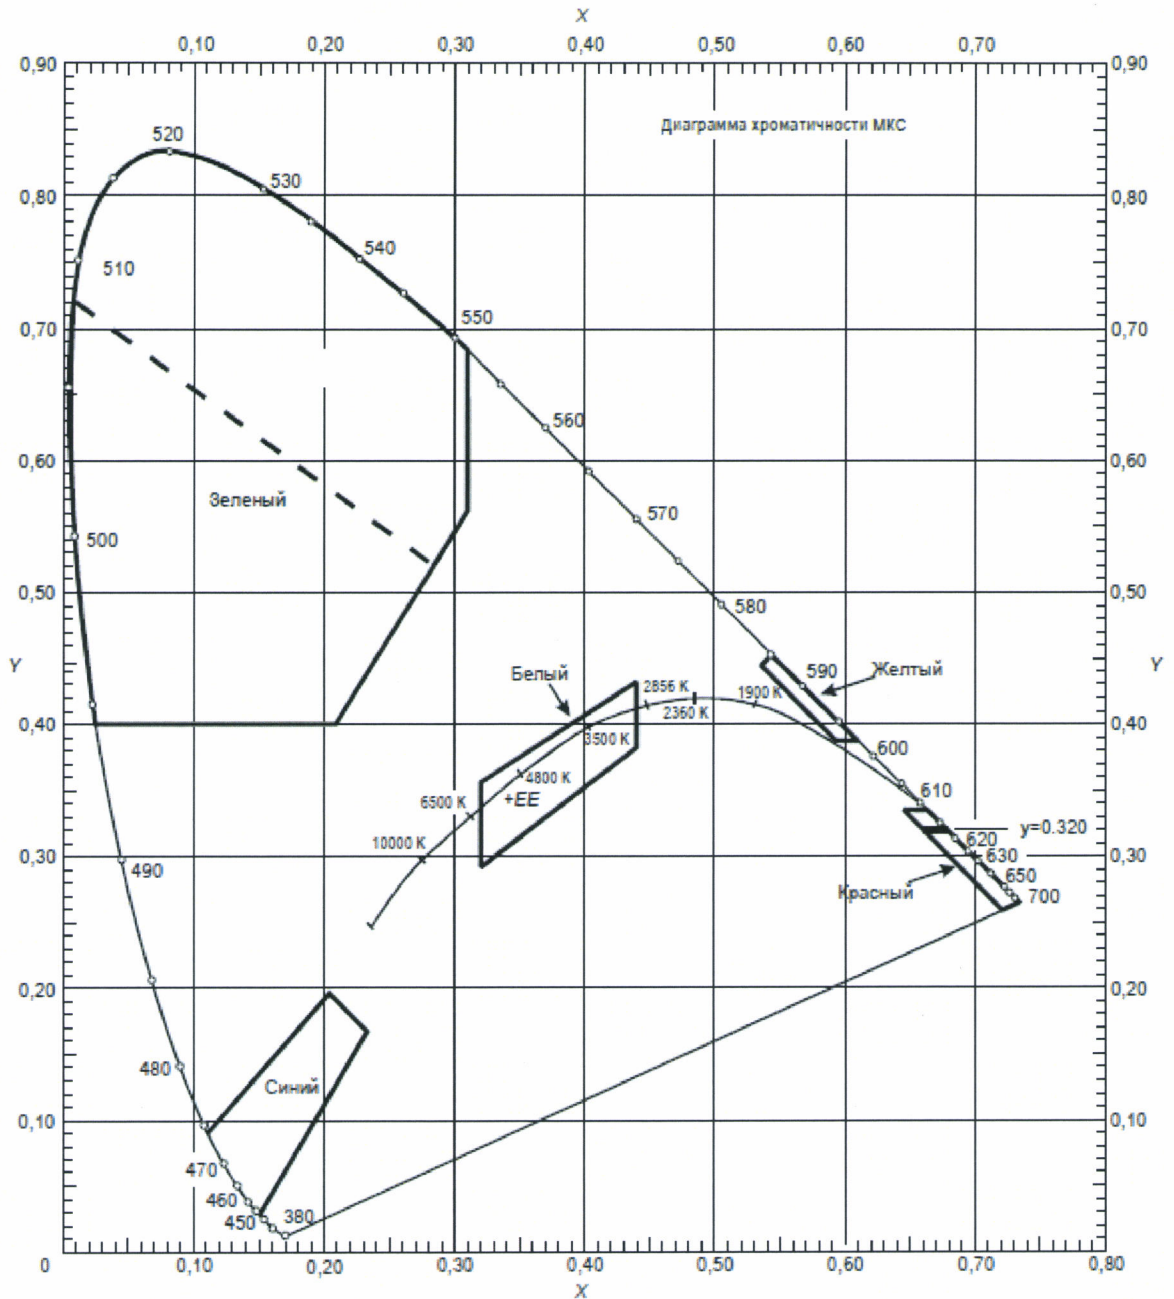 X
0,10 0,20 0,30 0,40 0,50 0,60 0,70
0,90 0,90
Диаграмма хроматичности МКС
520
530
0,80 0,80
540
510
550
0,70 0,70
560
0,60 0,60
Зеленый
570
500
0,50 0,50
580
Y Y
Белый 590 Желтый
2856 K 1900 K
2360 K
0,40 0,40
3500 K 600
4800 K
6500 K +EE 610
y=0.320
10000 K 620
0,30 630 0,30
490 650
Красный 700
0,20 0,20
480 Синий
0,10 0,10
470
460
450 380
0 0,10 0,20 0,30 0,40 0,50 0,60 0,70 0,80
X